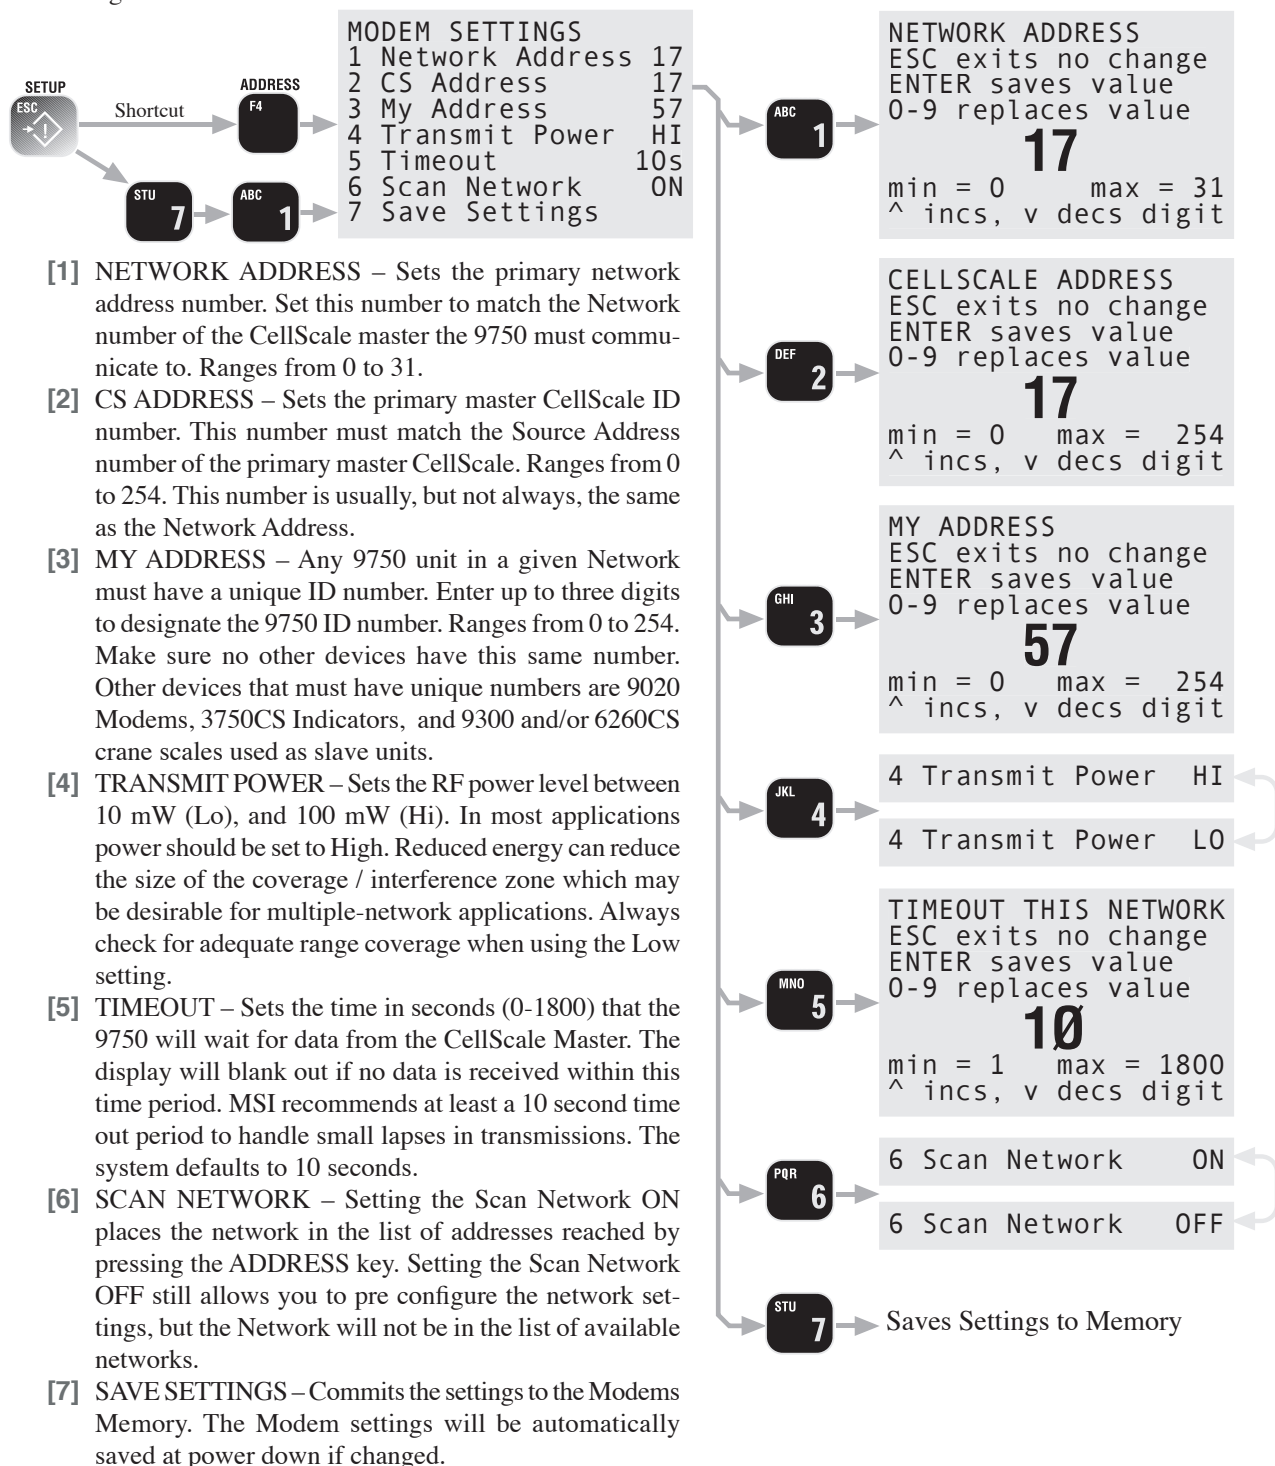 SETUP
ESC
Shortcut
ADDRESS
F4
STU
7
ABC
1
MODEM SETTINGS
1 Network Address 17
2 CS Address 17
3 My Address 57
4 Transmit Power HI
5 Timeout 10s
6 Scan Network ON
7 Save Settings
[1] NETWORK ADDRESS – Sets the primary network
address number. Set this number to match the Network
number of the CellScale master the 9750 must commu-
nicate to. Ranges from 0 to 31.
[2] CS ADDRESS – Sets the primary master CellScale ID
number. This number must match the Source Address
number of the primary master CellScale. Ranges from 0
to 254. This number is usually, but not always, the same
as the Network Address.
[3] MY ADDRESS – Any 9750 unit in a given Network
must have a unique ID number. Enter up to three digits
to designate the 9750 ID number. Ranges from 0 to 254.
Make sure no other devices have this same number.
Other devices that must have unique numbers are 9020
Modems, 3750CS Indicators, and 9300 and/or 6260CS
crane scales used as slave units.
[4] TRANSMIT POWER – Sets the RF power level between
10 mW (Lo), and 100 mW (Hi). In most applications
power should be set to High. Reduced energy can reduce
the size of the coverage / interference zone which may
be desirable for multiple-network applications. Always
check for adequate range coverage when using the Low
setting.
[5] TIMEOUT – Sets the time in seconds (0-1800) that the
9750 will wait for data from the CellScale Master. The
display will blank out if no data is received within this
time period. MSI recommends at least a 10 second time
out period to handle small lapses in transmissions. The
system defaults to 10 seconds.
[6] SCAN NETWORK – Setting the Scan Network ON
places the network in the list of addresses reached by
pressing the ADDRESS key. Setting the Scan Network
OFF still allows you to pre configure the network set-
tings, but the Network will not be in the list of available
networks.
[7] SAVE SETTINGS – Commits the settings to the Modems
Memory. The Modem settings will be automatically
saved at power down if changed.
ABC
1
NETWORK ADDRESS
ESC exits no change
ENTER saves value
0-9 replaces value
17
min = 0 max = 31
^ incs, v decs digit
DEF
2
CELLSCALE ADDRESS
ESC exits no change
ENTER saves value
0-9 replaces value
17
min = 0 max = 254
^ incs, v decs digit
GHI
3
MY ADDRESS
ESC exits no change
ENTER saves value
0-9 replaces value
57
min = 0 max = 254
^ incs, v decs digit
JKL
4
4 Transmit Power HI
4 Transmit Power LO
MNO
5
TIMEOUT THIS NETWORK
ESC exits no change
ENTER saves value
0-9 replaces value
10
min = 1 max = 1800
^ incs, v decs digit
PQR
6
6 Scan Network ON
6 Scan Network OFF
STU
7
Saves Settings to Memory